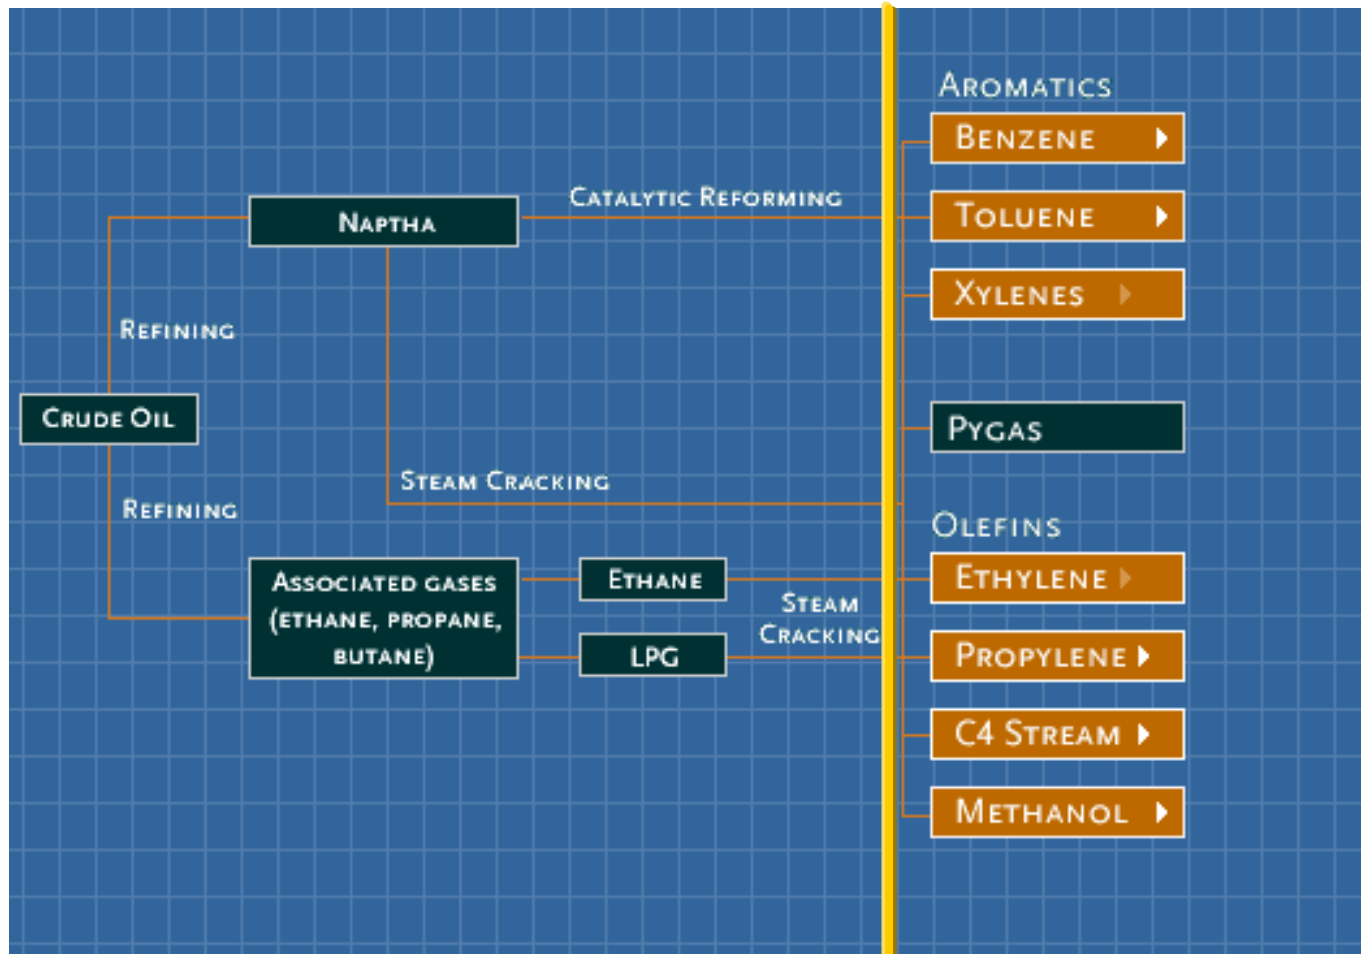 Aromatics
Benzene
Catalytic Reforming
Toluene
Naptha
Xylenes
Refining
Crude Oil
Pygas
Steam Cracking
Refining
Olefins
Associated gases
(ethane, propane,
butane)
Ethane
Ethylene
Steam
Cracking
LPG
Propylene
C4 Stream
Methanol